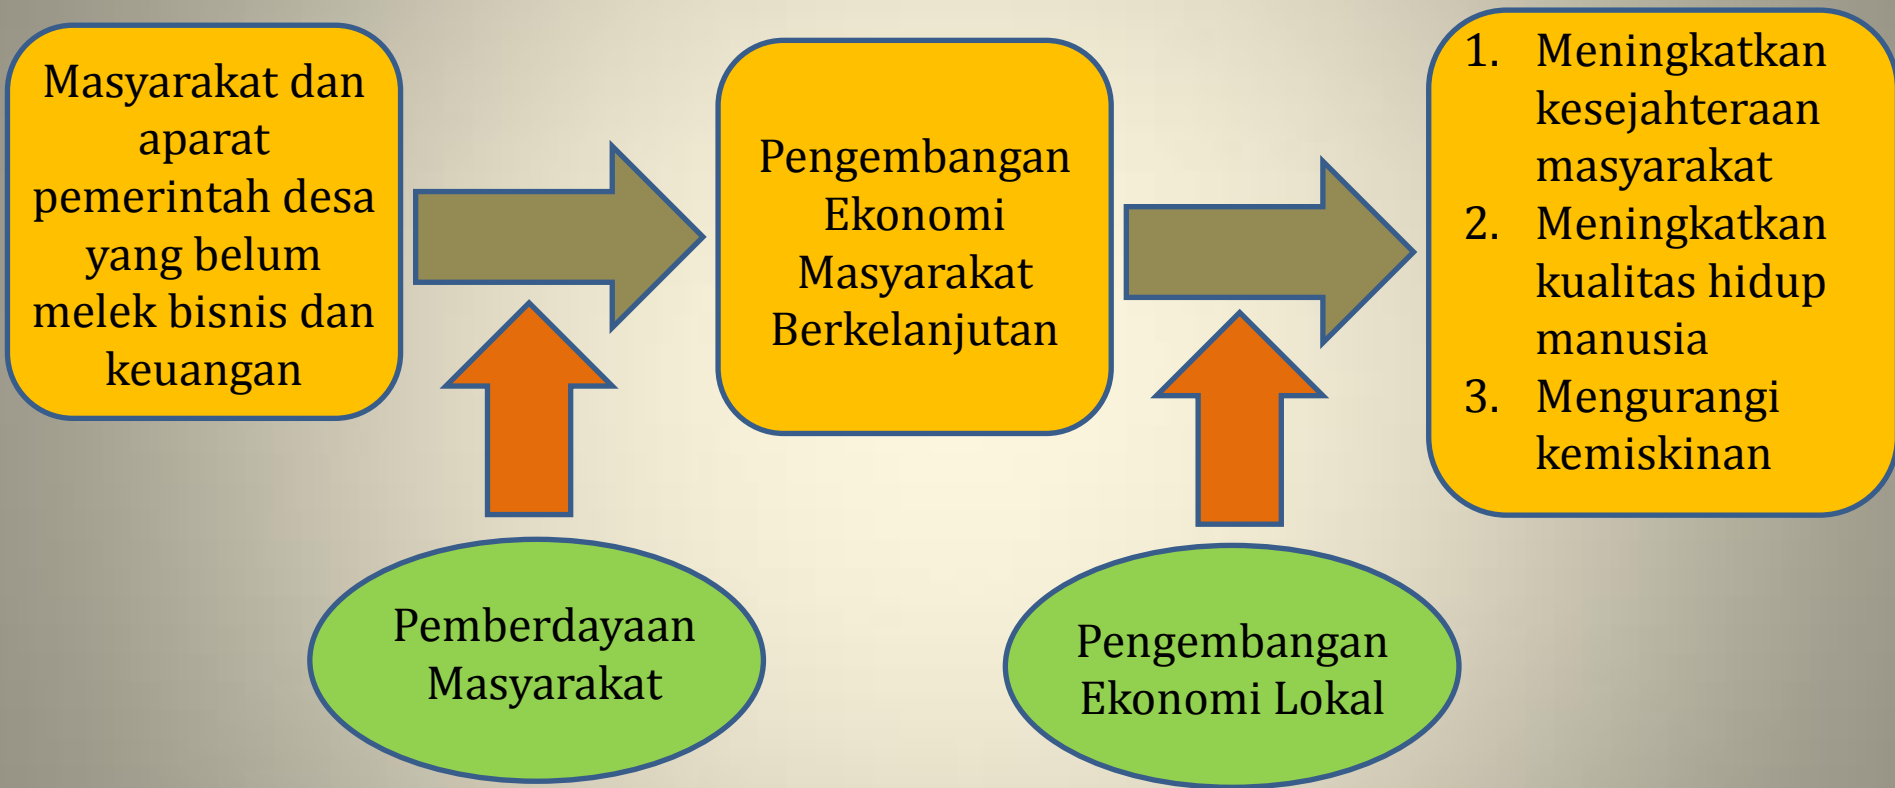 Masyarakat dan
aparat
pemerintah desa
yang belum
melek bisnis dan
keuangan
Pengembangan
Ekonomi
Masyarakat
Berkelanjutan
1. Meningkatkan
kesejahteraan
masyarakat
2. Meningkatkan
kualitas hidup
manusia
3. Mengurangi
kemiskinan
Pemberdayaan
Masyarakat
Pengembangan
Ekonomi Lokal